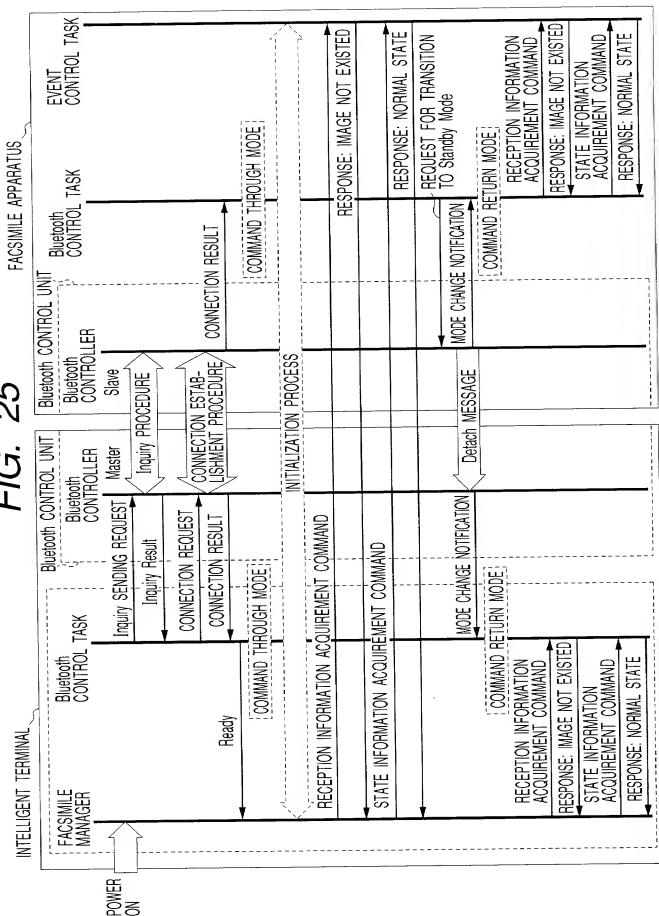 FIG. 25
INTELLIGENT TERMINAL
FACSIMILE APPARATUS
Bluetooth CONTROL UNIT
Bluetooth CONTROL UNIT
POWER
ON
FACSIMILE
MANAGER
Bluetooth
CONTROL TASK
Bluetooth
CONTROLLER
Master
Bluetooth
CONTROLLER
Slave
Bluetooth
CONTROL TASK
EVENT
CONTROL TASK
Inquiry SENDING REQUEST
Inquiry PROCEDURE
Inquiry Result
CONNECTION REQUEST
CONNECTION ESTAB-
LISHMENT PROCEDURE
CONNECTION RESULT
CONNECTION RESULT
Ready
COMMAND THROUGH MODE
COMMAND THROUGH MODE
INITIALIZATION PROCESS
RECEPTION INFORMATION ACQUIREMENT COMMAND
RESPONSE: IMAGE NOT EXISTED
STATE INFORMATION ACQUIREMENT COMMAND
RESPONSE: NORMAL STATE
REQUEST FOR TRANSITION
TO Standby Mode
Detach MESSAGE
MODE CHANGE NOTIFICATION
MODE CHANGE NOTIFICATION
COMMAND RETURN MODE
COMMAND RETURN MODE
RECEPTION INFORMATION
ACQUIREMENT COMMAND
RESPONSE: IMAGE NOT EXISTED
STATE INFORMATION
ACQUIREMENT COMMAND
RESPONSE: NORMAL STATE
RECEPTION INFORMATION
ACQUIREMENT COMMAND
RESPONSE: IMAGE NOT EXISTED
STATE INFORMATION
ACQUIREMENT COMMAND
RESPONSE: NORMAL STATE